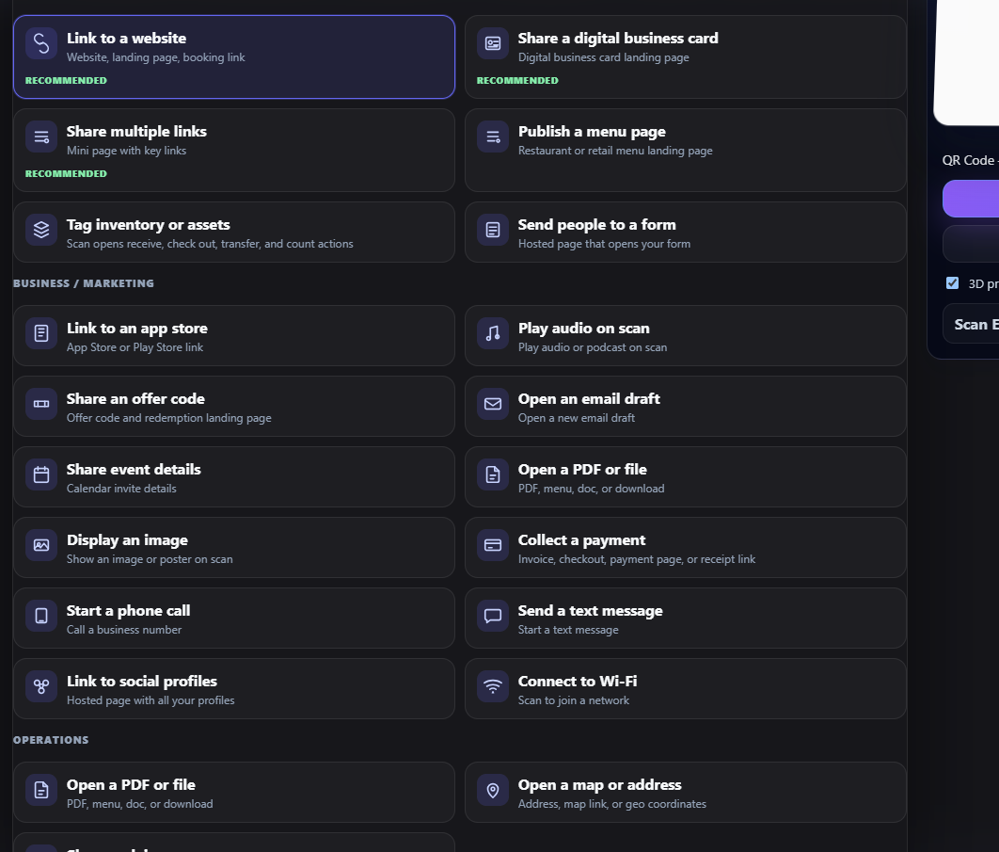 Link to a website
Website, landing page, booking link
RECOMMENDED
Share a digital business card
Digital business card landing page
RECOMMENDED
Share multiple links
Mini page with key links
RECOMMENDED
Publish a menu page
Restaurant or retail menu landing page
Tag inventory or assets
Scan opens receive, check out, transfer, and count actions
Send people to a form
Hosted page that opens your form
BUSINESS / MARKETING
Link to an app store
App Store or Play Store link
Play audio on scan
Play audio or podcast on scan
Share an offer code
Offer code and redemption landing page
Open an email draft
Open a new email draft
Share event details
Calendar invite details
Open a PDF or file
PDF, menu, doc, or download
Display an image
Show an image or poster on scan
Collect a payment
Invoice, checkout, payment page, or receipt link
Start a phone call
Call a business number
Send a text message
Start a text message
Link to social profiles
Hosted page with all your profiles
Connect to Wi-Fi
Scan to join a network
OPERATIONS
Open a PDF or file
PDF, menu, doc, or download
Open a map or address
Address, map link, or geo coordinates
QR Code
3D
Scan